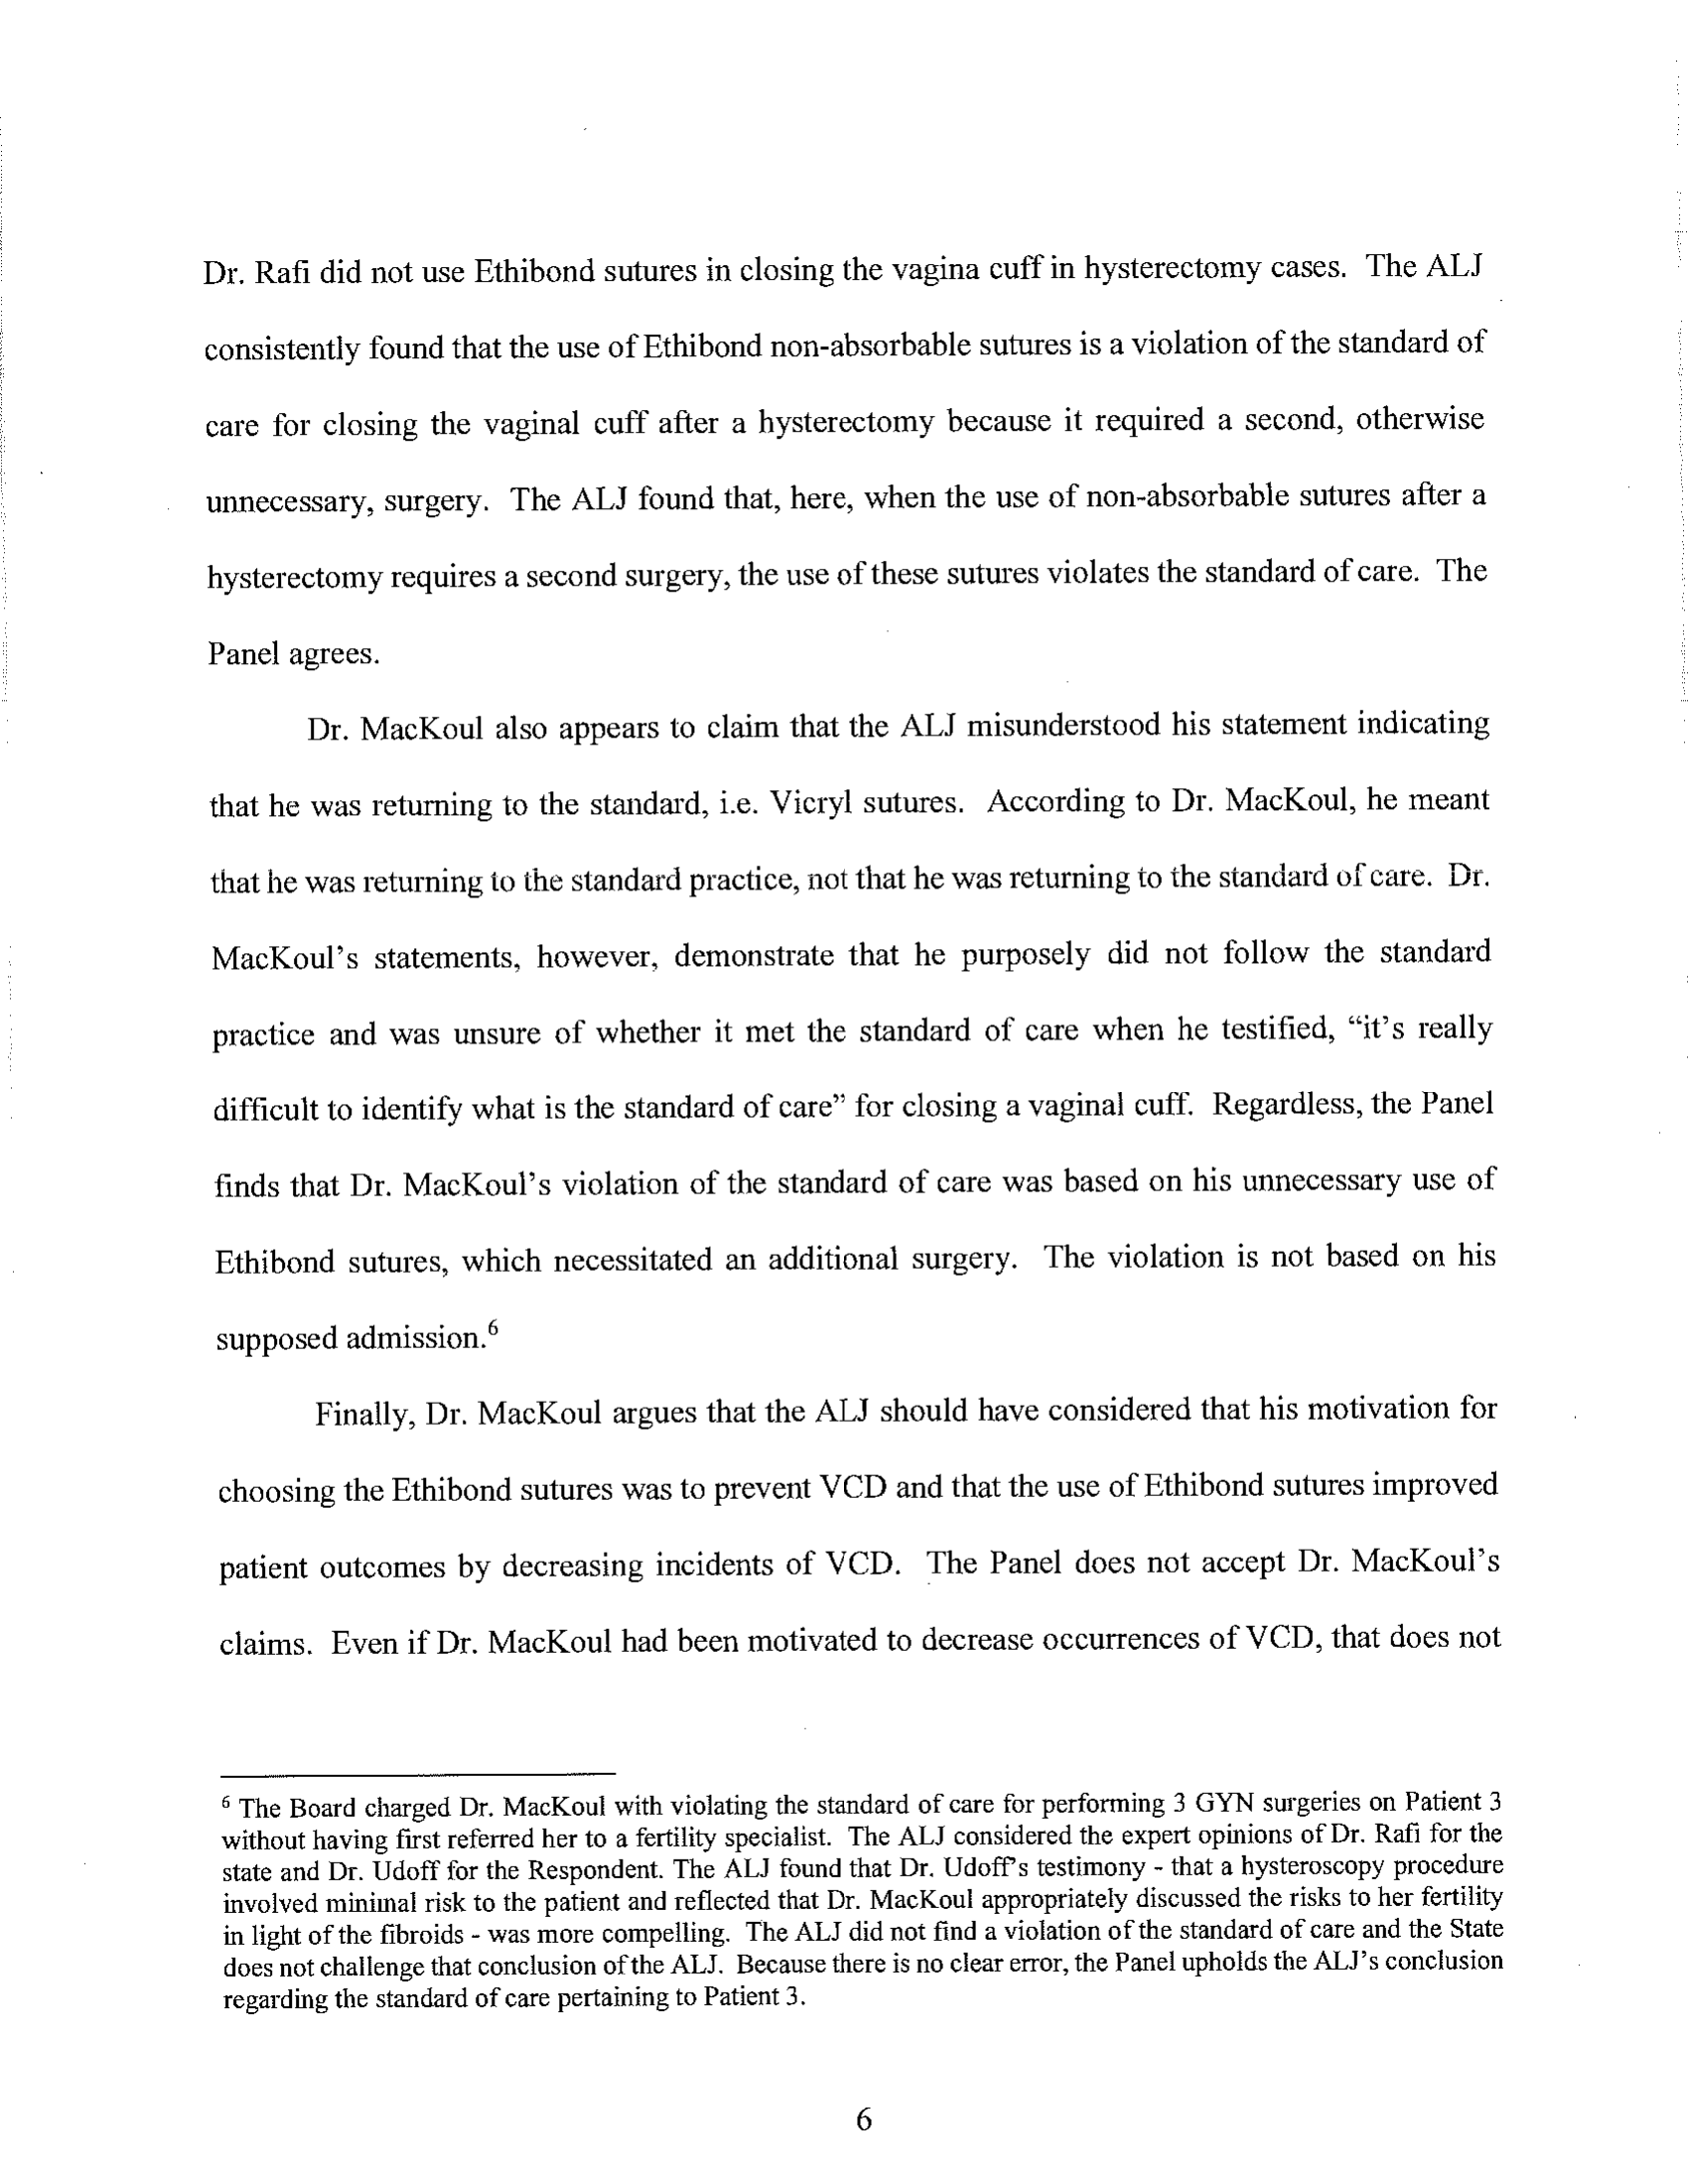 Dr. Rafi did not use Ethibond sutures in closing the vagina cuff in hysterectomy cases. The ALJ
consistently found that the use of Ethibond non-absorbable sutures is a violation of the standard of
care for closing the vaginal cuff after a hysterectomy because it required a second, otherwise
unnecessary, surgery. The ALJ found that, here, when the use of non-absorbable sutures after a
hysterectomy requires a second surgery, the use of these sutures violates the standard of care. The
Panel agrees.
Dr. MacKoul also appears to claim that the ALJ misunderstood his statement indicating
that he was returning to the standard, i.e. Vicryl sutures. According to Dr. MacKoul, he meant
that he was returning to the standard practice, not that he was returning to the standard of care. Dr.
MacKoul's statements, however, demonstrate that he purposely did not follow the standard
practice and was unsure of whether it met the standard of care when he testified, “it's really
difficult to identify what is the standard of care” for closing a vaginal cuff. Regardless, the Panel
finds that Dr. MacKoul's violation of the standard of care was based on his unnecessary use of
Ethibond sutures, which necessitated an additional surgery. The violation is not based on his
supposed admission.6
Finally, Dr. MacKoul argues that the ALJ should have considered that his motivation for
choosing the Ethibond sutures was to prevent VCD and that the use of Ethibond sutures improved
patient outcomes by decreasing incidents of VCD. The Panel does not accept Dr. MacKoul's
claims. Even if Dr. MacKoul had been motivated to decrease occurrences of VCD, that does not
6 The Board charged Dr. MacKoul with violating the standard of care for performing 3 GYN surgeries on Patient 3
without having first referred her to a fertility specialist. The ALJ considered the expert opinions of Dr. Rafi for the
state and Dr. Udoff for the Respondent. The ALJ found that Dr. Udoff's testimony - that a hysteroscopy procedure
involved minimal risk to the patient and reflected that Dr. MacKoul appropriately discussed the risks to her fertility
in light of the fibroids - was more compelling. The ALJ did not find a violation of the standard of care and the State
does not challenge that conclusion of the ALJ. Because there is no clear error, the Panel upholds the ALJ's conclusion
regarding the standard of care pertaining to Patient 3.
6